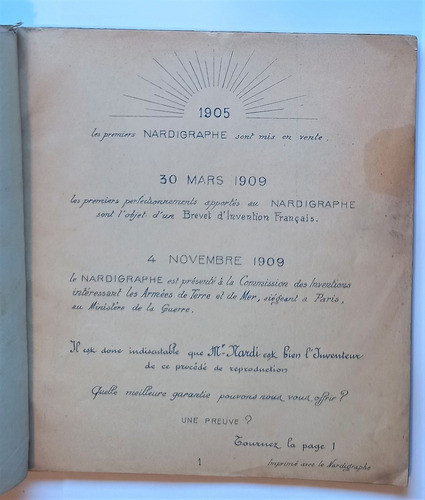 1905
les premiers NARDIGRAPHE sont mis en vente.
30 MARS 1909
les premiers perfectionnements apportés au NARDIGRAPHE
sont l'objet d'un Brevet d'Invention Français.
4 NOVEMBRE 1909
le NARDIGRAPHE est présenté à la Commission des Inventions
intéressant les Armées de Terre et de Mer, siégeant à Paris,
au Ministère de la Guerre.
Il est donc indiscutable que Mr Nardi est bien l'Inventeur
de ce procédé de reproduction
Quelle meilleure garantie pouvons nous vous offrir ?
UNE PREUVE ?
Tournez la page !
1
Imprimé avec le Nardigraphe